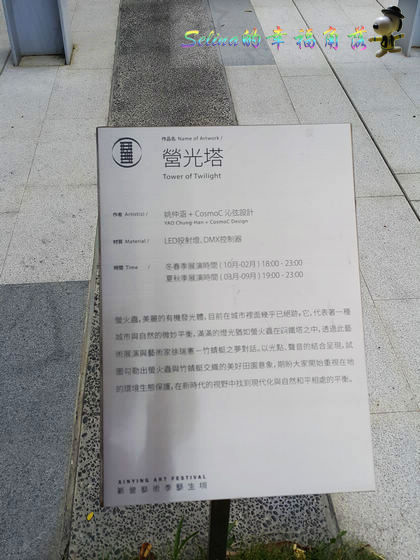 Selina的幸福角落
作品名 Name of Artwork /
營光塔
Tower of Twilight
作者 Artist(s) /
姚仲涵 + CosmoC 沁弦設計
YAO Chung-Han + CosmoC Design
材質 Material /
LED投射燈、DMX控制器
時間 Time /
冬春季展演時間 ( 10月-02月 ) 18:00 - 23:00
夏秋季展演時間 ( 03月-09月 ) 19:00 - 23:00
螢火蟲，美麗的有機發光體，目前在城市裡面幾乎已絕跡。它，代表著一種
城市與自然的微妙平衡，滿滿的燈光猶如螢火蟲在鐵塔之中，透過此藝
術展演與藝術家徐瑞憲－竹蜻蜓之夢對話。以光點、聲音的結合呈現，試
圖勾勒出螢火蟲與竹蜻蜓交織的美好田園意象，期盼大家開始重視在地
的環境生態保護，在新時代的視野中找到現代化與自然和平相處的平衡。
XINYING ART FESTIVAL
新營藝術季 學生場